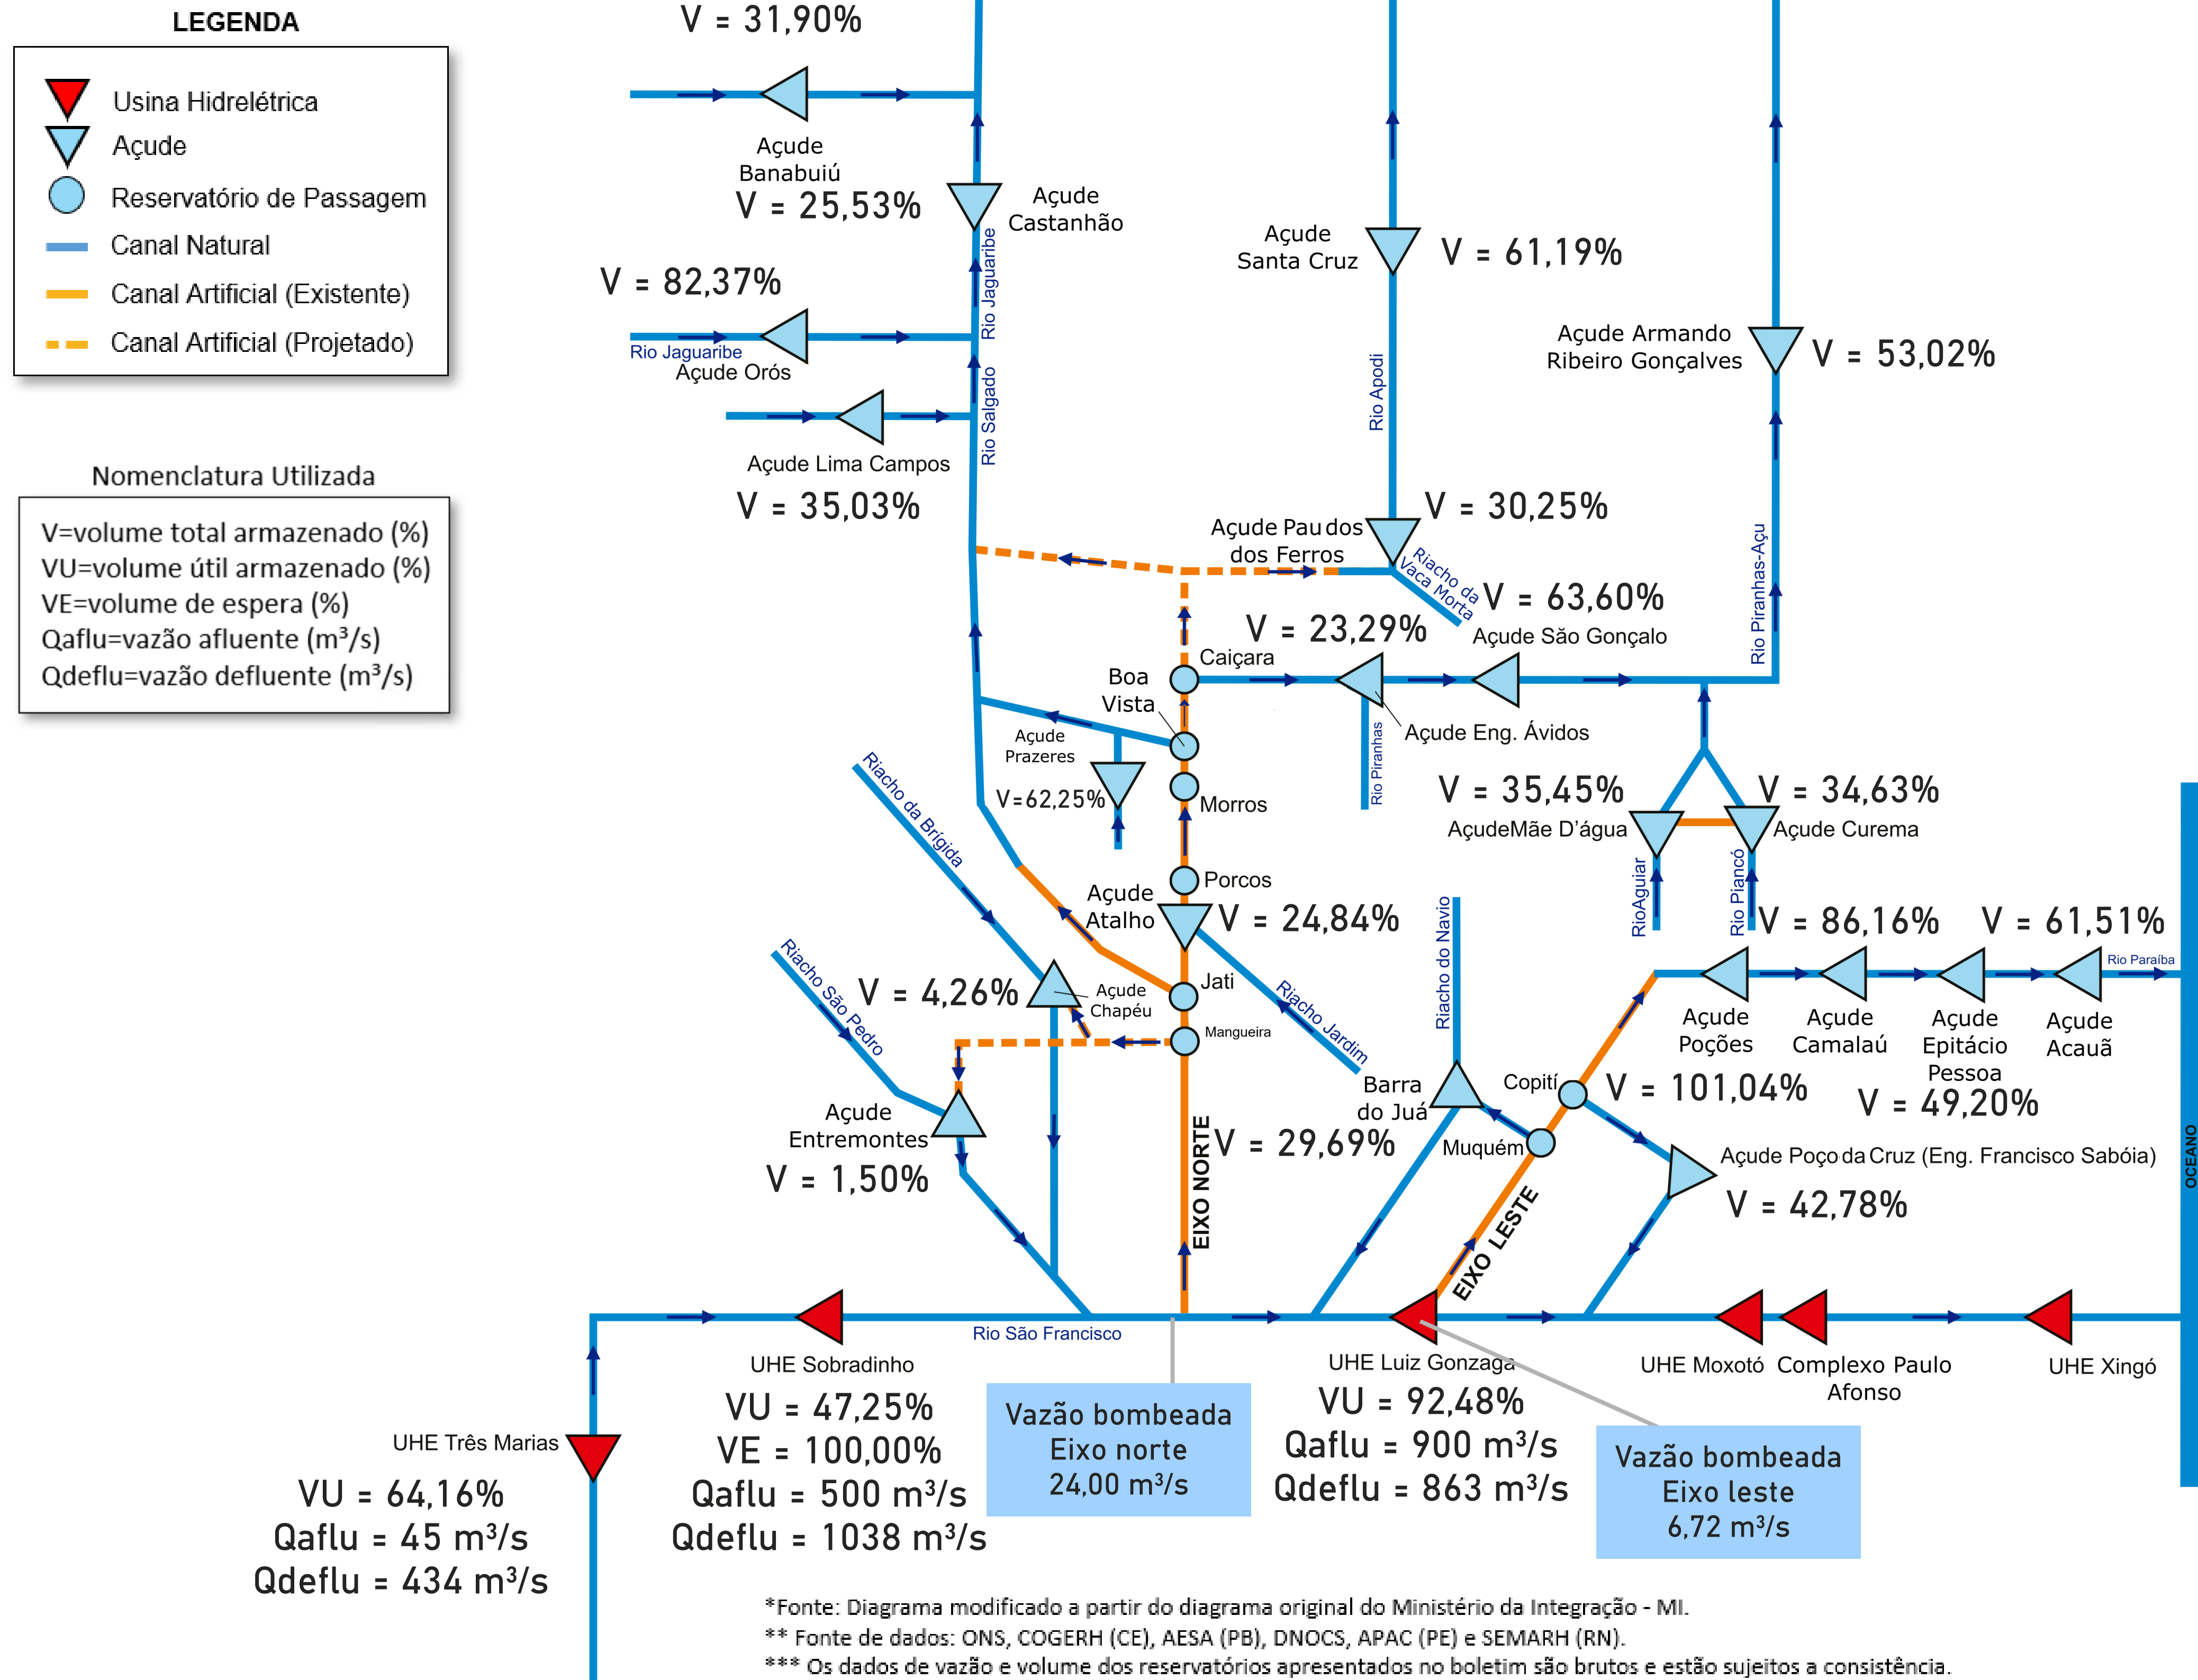 LEGENDA
Usina Hidrelétrica
Açude
Reservatório de Passagem
Canal Natural
Canal Artificial (Existente)
Canal Artificial (Projetado)
Nomenclatura Utilizada
V=volume total armazenado (%)
VU=volume útil armazenado (%)
VE=volume de espera (%)
Qaflu=vazão afluente (m³/s)
Qdeflu=vazão defluente (m³/s)
V = 31,90%
Açude
Banabuiú
V = 25,53%
Açude
Castanhão
Rio Jaguaribe
V = 82,37%
Rio Jaguaribe
Açude Orós
Rio Salgado
Açude Lima Campos
V = 35,03%
Açude
Santa Cruz
V = 61,19%
Rio Apodi
Açude Armando
Ribeiro Gonçalves
V = 53,02%
Açude Pau dos
dos Ferros
V = 30,25%
Riacho da
Vaca Morta
V = 63,60%
Açude São Gonçalo
Rio Piranhas-Açu
V = 23,29%
Caiçara
Boa
Vista
Açude Eng. Ávidos
Rio Piranhas
Açude
Prazeres
V=62,25%
Morros
Riacho da Brígida
V = 35,45%
AçudeMãe D'água
V = 34,63%
Açude Curema
RioAguiar
Rio Piancó
Porcos
Açude
Atalho
V = 24,84%
Riacho do Navio
V = 86,16%
V = 61,51%
Rio Paraíba
Riacho São Pedro
V = 4,26%
Açude
Chapéu
Jati
Mangueira
Riacho Jardim
Açude
Poções
Açude
Camalaú
Açude
Epitácio
Pessoa
Açude
Acauã
V = 101,04%
V = 49,20%
Barra
do Juá
V = 29,69%
Copití
Muquém
Açude
Entremontes
V = 1,50%
EIXO NORTE
EIXO LESTE
Açude Poço da Cruz (Eng. Francisco Sabóia)
V = 42,78%
OCEANO
Rio São Francisco
UHE Sobradinho
VU = 47,25%
VE = 100,00%
Qaflu = 500 m³/s
Qdeflu = 1038 m³/s
Vazão bombeada
Eixo norte
24,00 m³/s
UHE Luiz Gonzaga
VU = 92,48%
Qaflu = 900 m³/s
Qdeflu = 863 m³/s
Vazão bombeada
Eixo leste
6,72 m³/s
UHE Moxotó
Complexo Paulo
Afonso
UHE Xingó
UHE Três Marias
VU = 64,16%
Qaflu = 45 m³/s
Qdeflu = 434 m³/s
*Fonte: Diagrama modificado a partir do diagrama original do Ministério da Integração - MI.
** Fonte de dados: ONS, COGERH (CE), AESA (PB), DNOCS, APAC (PE) e SEMARH (RN).
*** Os dados de vazão e volume dos reservatórios apresentados no boletim são brutos e estão sujeitos a consistência.